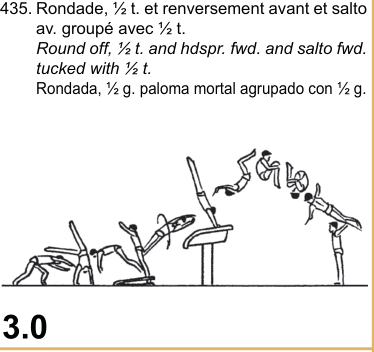 435. Rondade, ½ t. et renversement avant et salto
av. groupé avec ½ t.
Round off, ½ t. and hdspr. fwd. and salto fwd.
tucked with ½ t.
Rondada, ½ g. paloma mortal agrupado con ½ g.
3.0